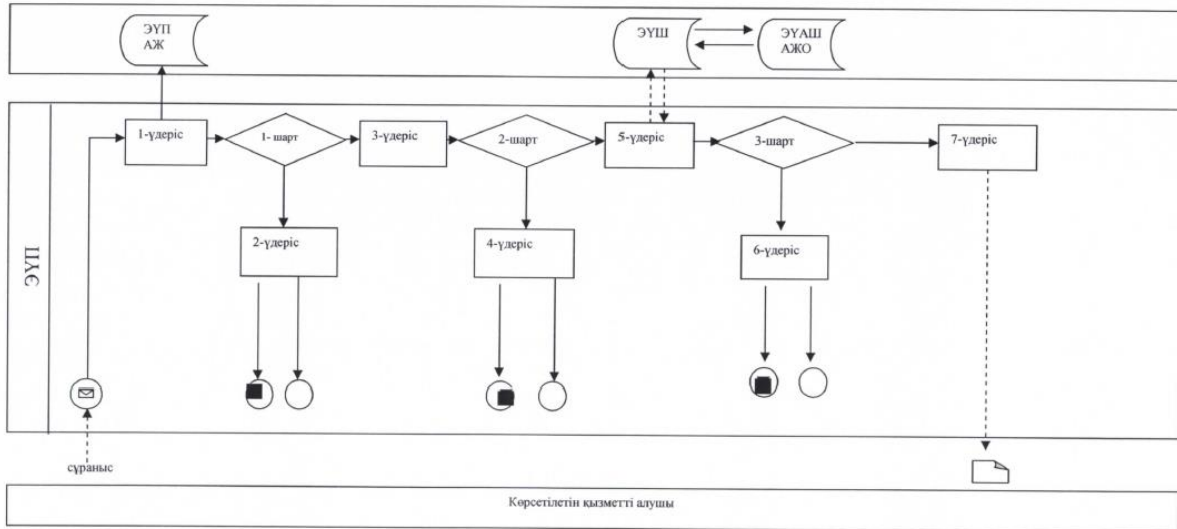 ЭҮП
АЖ
ЭҮШ
ЭҮАШ
АЖО
1-үдеріс
1- шарт
3-үдеріс
2-шарт
5-үдеріс
3-шарт
7-үдеріс
2-үдеріс
4-үдеріс
6-үдеріс
ЭҮП
сұраныс
Көрсетілетін қызметті алушы